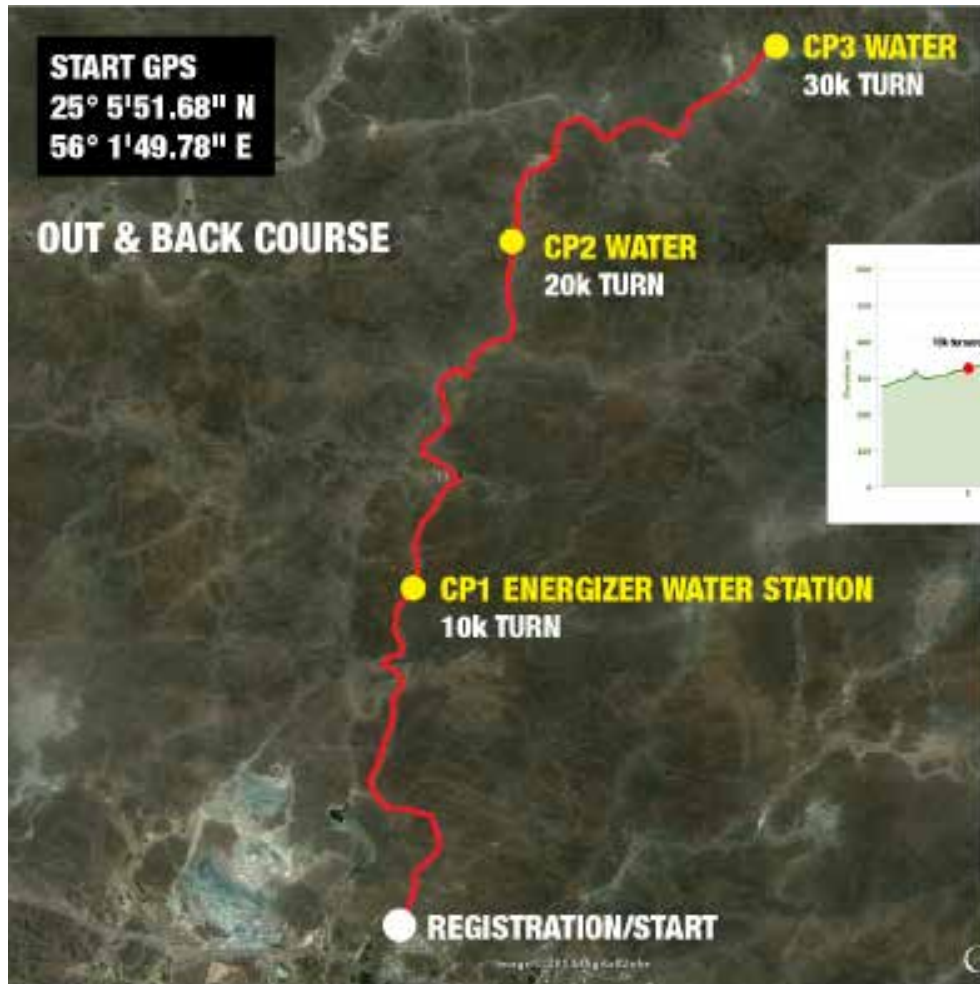 START GPS
25° 5'51.68" N
56° 1'49.78" E
OUT & BACK COURSE
CP3 WATER
30k TURN
CP2 WATER
20k TURN
CP1 ENERGIZER WATER STATION
10k TURN
REGISTRATION/START